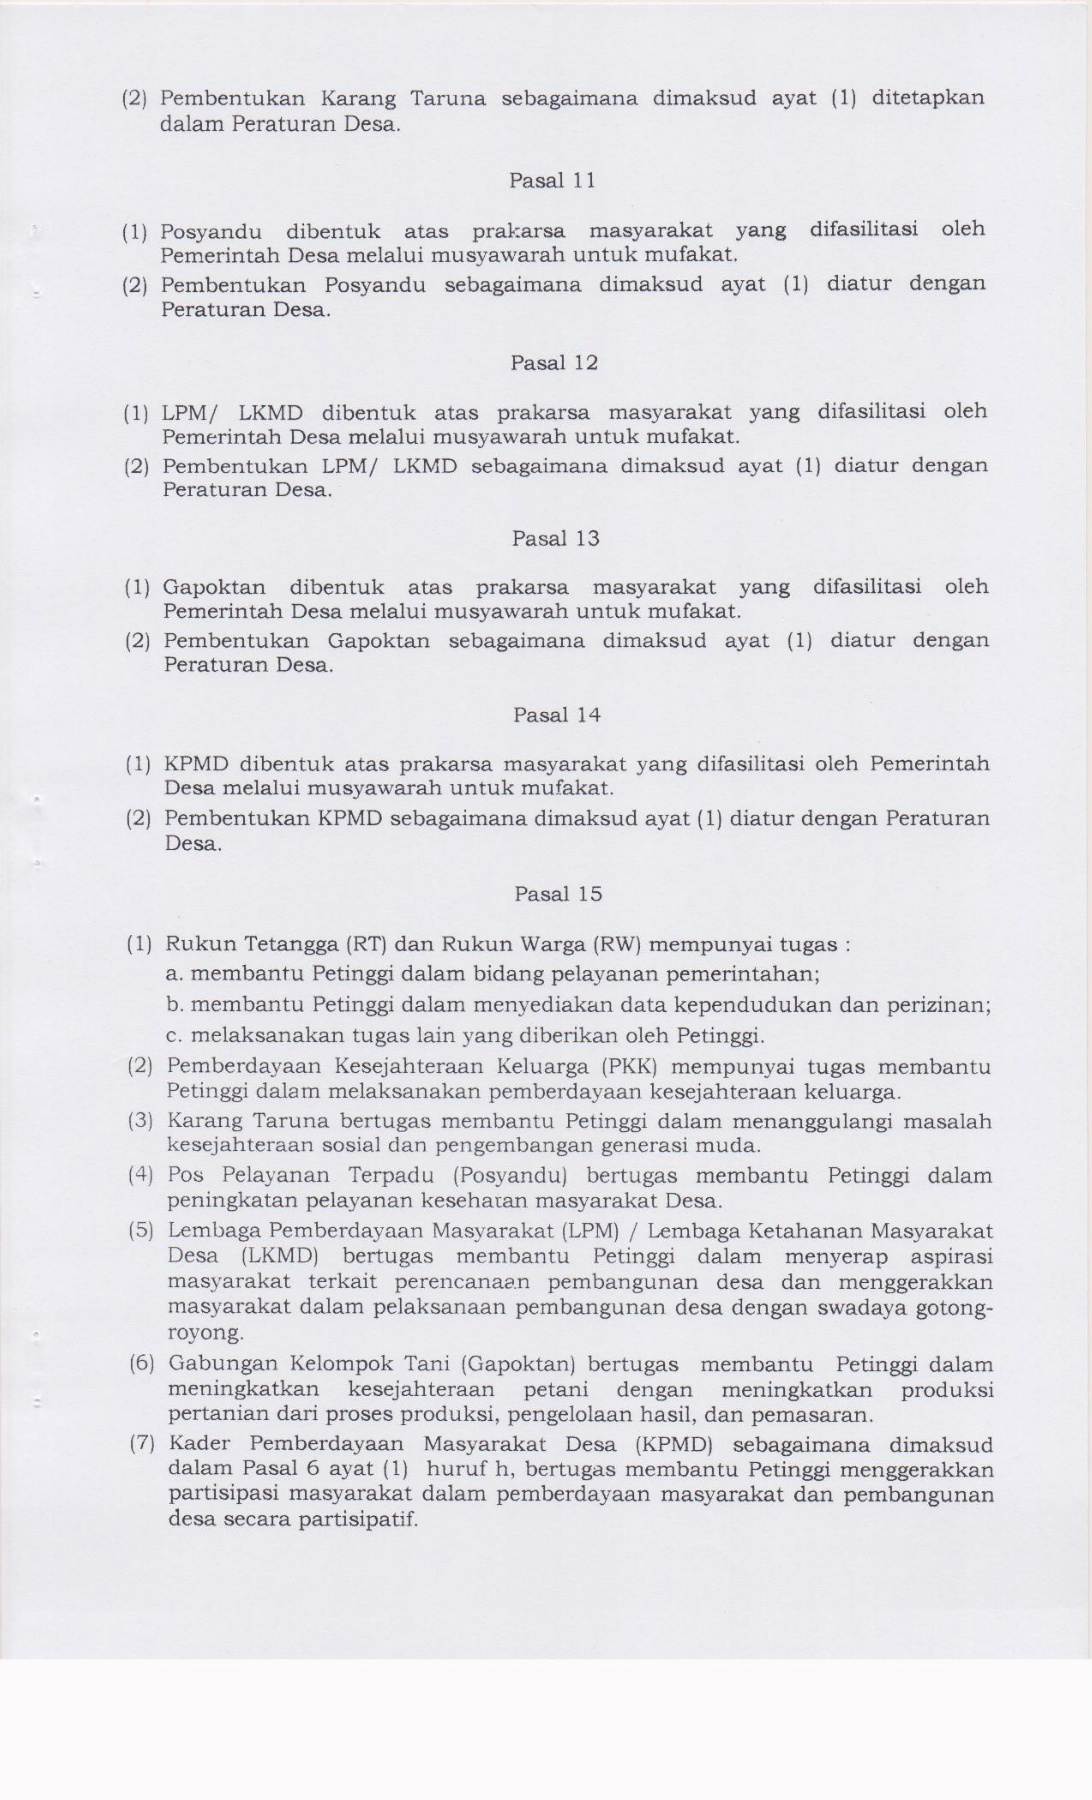 (2) Pembentukan Karang Taruna sebagaimana dimaksud ayat (1) ditetapkan
dalam Peraturan Desa.
Pasal 11
(1) Posyandu dibentuk atas prakarsa masyarakat yang difasilitasi oleh
Pemerintah Desa melalui musyawarah untuk mufakat.
(2) Pembentukan Posyandu sebagaimana dimaksud ayat (1) diatur dengan
Peraturan Desa.
Pasal 12
(1) LPM/ LKMD dibentuk atas prakarsa masyarakat yang difasilitasi oleh
Pemerintah Desa melalui musyawarah untuk mufakat.
(2) Pembentukan LPM/ LKMD sebagaimana dimaksud ayat (1) diatur dengan
Peraturan Desa.
Pasal 13
(1) Gapoktan dibentuk atas prakarsa masyarakat yang difasilitasi oleh
Pemerintah Desa melalui musyawarah untuk mufakat.
(2) Pembentukan Gapoktan sebagaimana dimaksud ayat (1) diatur dengan
Peraturan Desa.
Pasal 14
(1) KPMD dibentuk atas prakarsa masyarakat yang difasilitasi oleh Pemerintah
Desa melalui musyawarah untuk mufakat.
(2) Pembentukan KPMD sebagaimana dimaksud ayat (1) diatur dengan Peraturan
Desa.
Pasal 15
(1) Rukun Tetangga (RT) dan Rukun Warga (RW) mempunyai tugas :
a. membantu Petinggi dalam bidang pelayanan pemerintahan;
b. membantu Petinggi dalam menyediakan data kependudukan dan perizinan;
c. melaksanakan tugas lain yang diberikan oleh Petinggi.
(2) Pemberdayaan Kesejahteraan Keluarga (PKK) mempunyai tugas membantu
Petinggi dalam melaksanakan pemberdayaan kesejahteraan keluarga.
(3) Karang Taruna bertugas membantu Petinggi dalam menanggulangi masalah
kesejahteraan sosial dan pengembangan generasi muda.
(4) Pos Pelayanan Terpadu (Posyandu) bertugas membantu Petinggi dalam
peningkatan pelayanan kesehatan masyarakat Desa.
(5) Lembaga Pemberdayaan Masyarakat (LPM) / Lembaga Ketahanan Masyarakat
Desa (LKMD) bertugas membantu Petinggi dalam menyerap aspirasi
masyarakat terkait perencanaan pembangunan desa dan menggerakkan
masyarakat dalam pelaksanaan pembangunan desa dengan swadaya gotong-
royong.
(6) Gabungan Kelompok Tani (Gapoktan) bertugas membantu Petinggi dalam
meningkatkan kesejahteraan petani dengan meningkatkan produksi
pertanian dari proses produksi, pengelolaan hasil, dan pemasaran.
(7) Kader Pemberdayaan Masyarakat Desa (KPMD) sebagaimana dimaksud
dalam Pasal 6 ayat (1) huruf h, bertugas membantu Petinggi menggerakkan
partisipasi masyarakat dalam pemberdayaan masyarakat dan pembangunan
desa secara partisipatif.